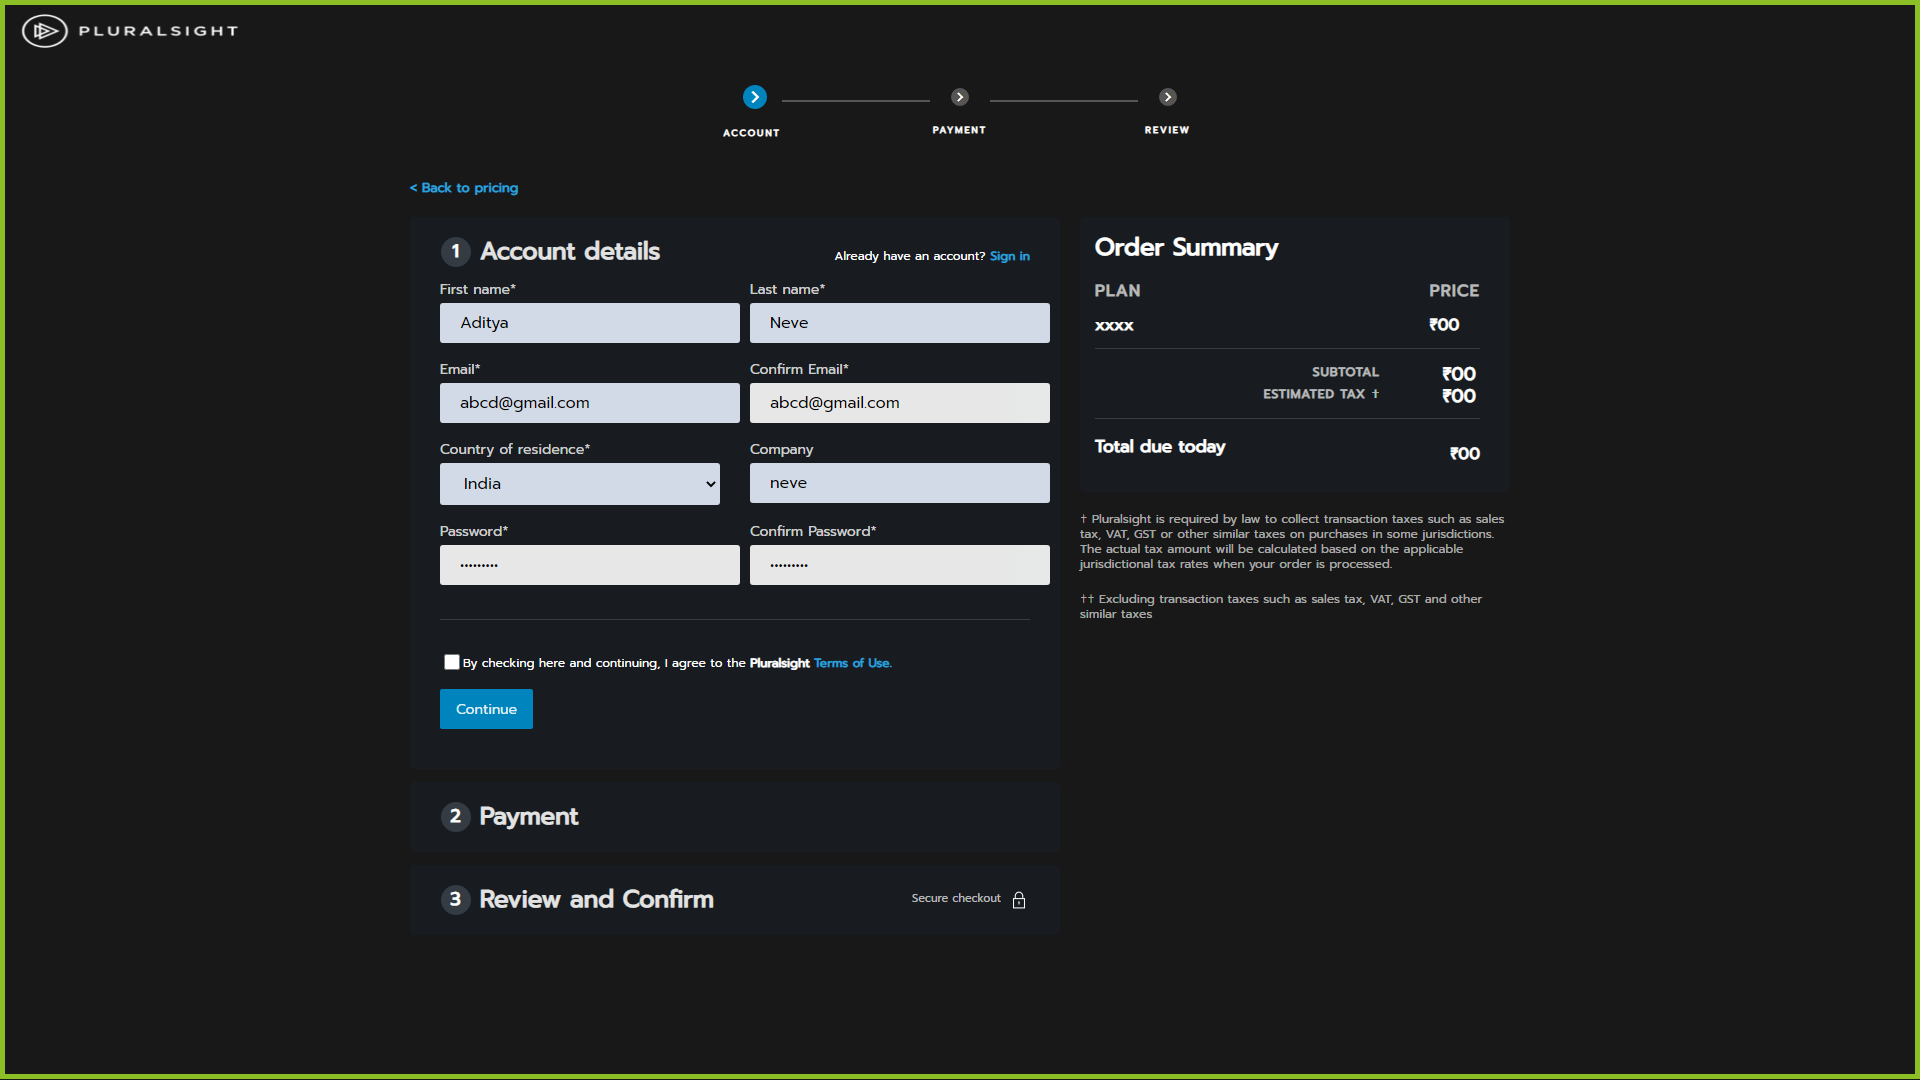 PLURALSIGHT
ACCOUNT
PAYMENT
REVIEW
< Back to pricing
1 Account details
Already have an account? Sign in
First name*
Last name*
Aditya
Neve
Email*
Confirm Email*
abcd@gmail.com
abcd@gmail.com
Country of residence*
Company
India
neve
Password*
Confirm Password*
•••••••••
•••••••••
By checking here and continuing, I agree to the Pluralsight Terms of Use.
Continue
2 Payment
3 Review and Confirm
Secure checkout
Order Summary
PLAN PRICE
xxxx ₹00
SUBTOTAL ₹00
ESTIMATED TAX † ₹00
Total due today ₹00
† Pluralsight is required by law to collect transaction taxes such as sales
tax, VAT, GST or other similar taxes on purchases in some jurisdictions.
The actual tax amount will be calculated based on the applicable
jurisdictional tax rates when your order is processed.
†† Excluding transaction taxes such as sales tax, VAT, GST and other
similar taxes